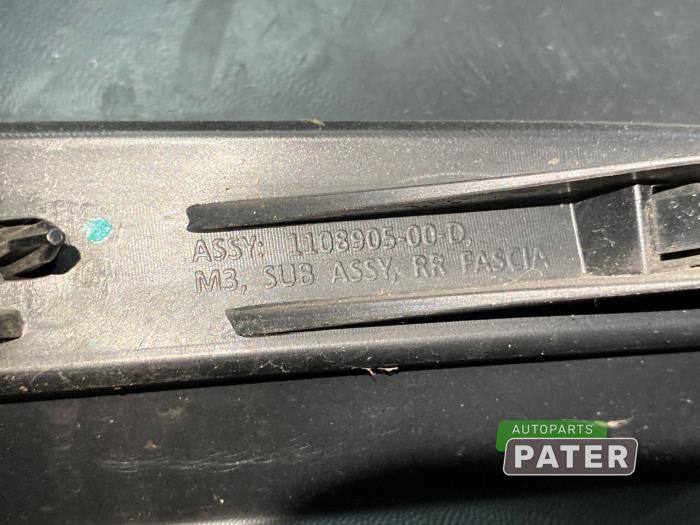 ASSY: 1108905-00-D,
M3, SUB ASSY, RR FASCIA
AUTOPARTS
PATER